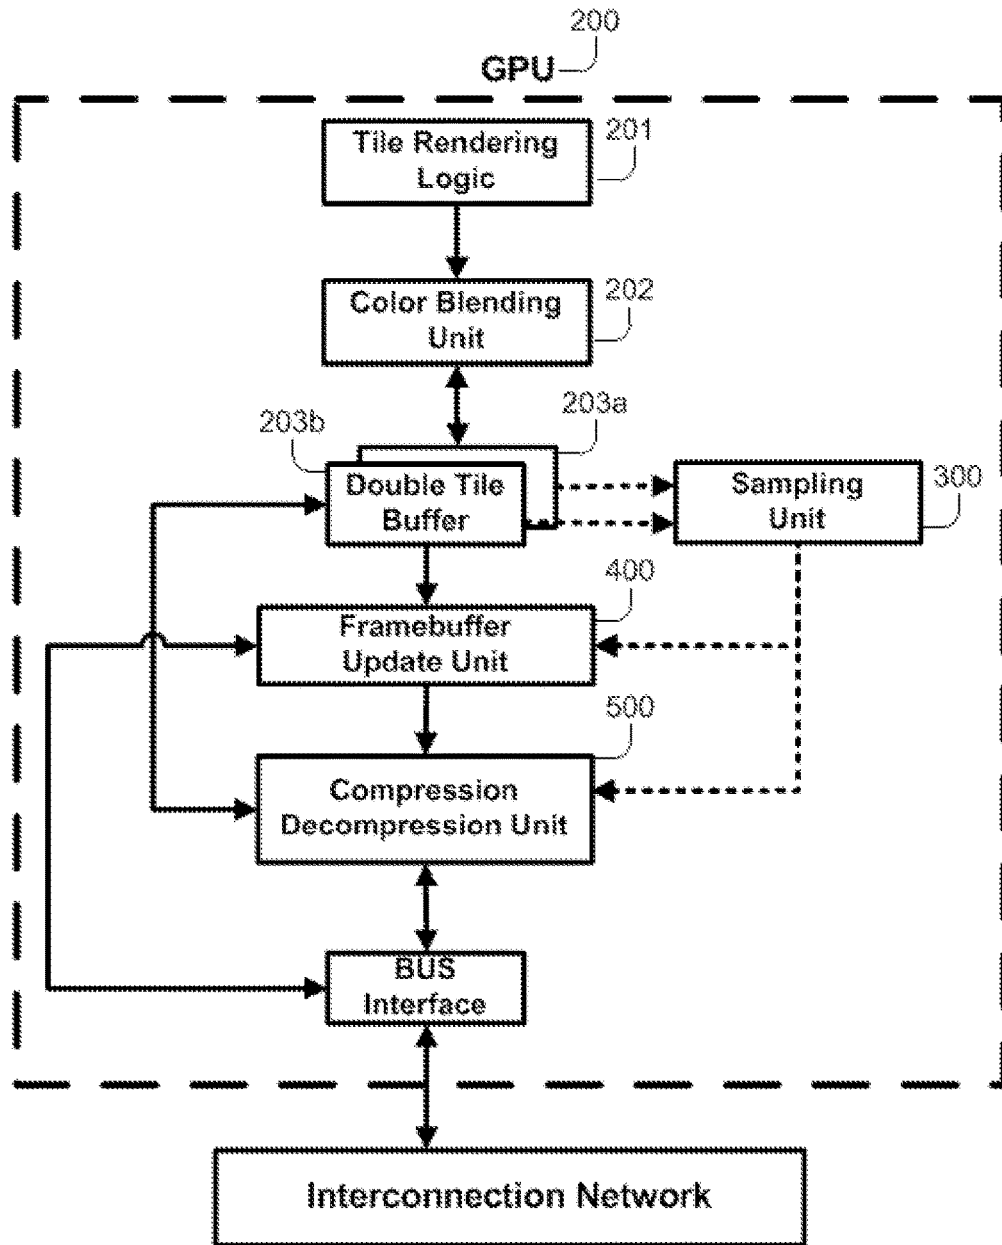 200
GPU
Tile Rendering
Logic
201
Color Blending
Unit
202
203b
203a
Double Tile
Buffer
Sampling
Unit
300
400
Framebuffer
Update Unit
500
Compression
Decompression Unit
BUS
Interface
Interconnection Network